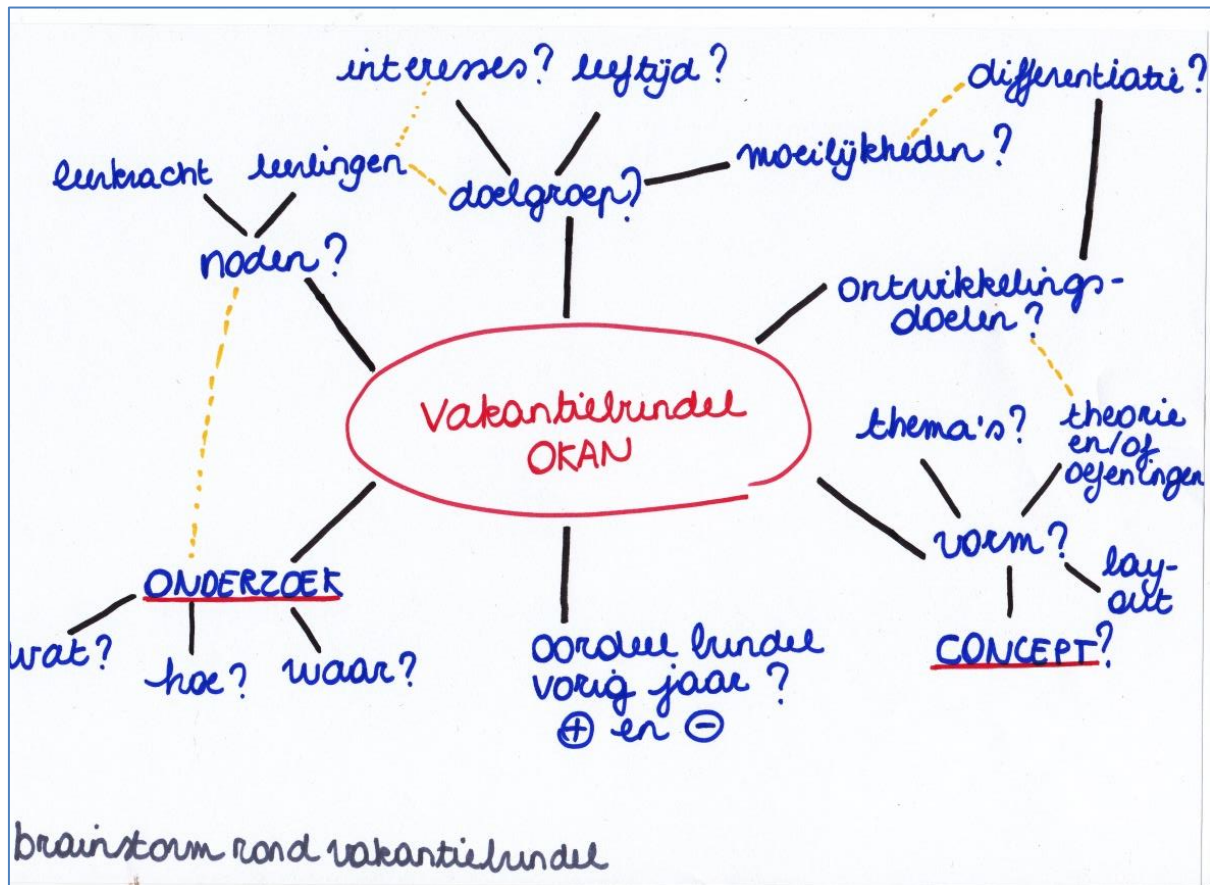 interesses?
leeftijd?
differentiatie?
leerkracht
leerlingen
moeilijkheden?
doelgroep?
noden?
ontwikkelings-
doelen?
vakantiebundel
OKAN
thema's?
theorie
en/of
oefeningen
vorm?
lay-
out
CONCEPT?
ONDERZOEK
wat?
hoe?
waar?
oordeel bundel
vorig jaar?
+ en -
brainstorm rond vakantiebundel